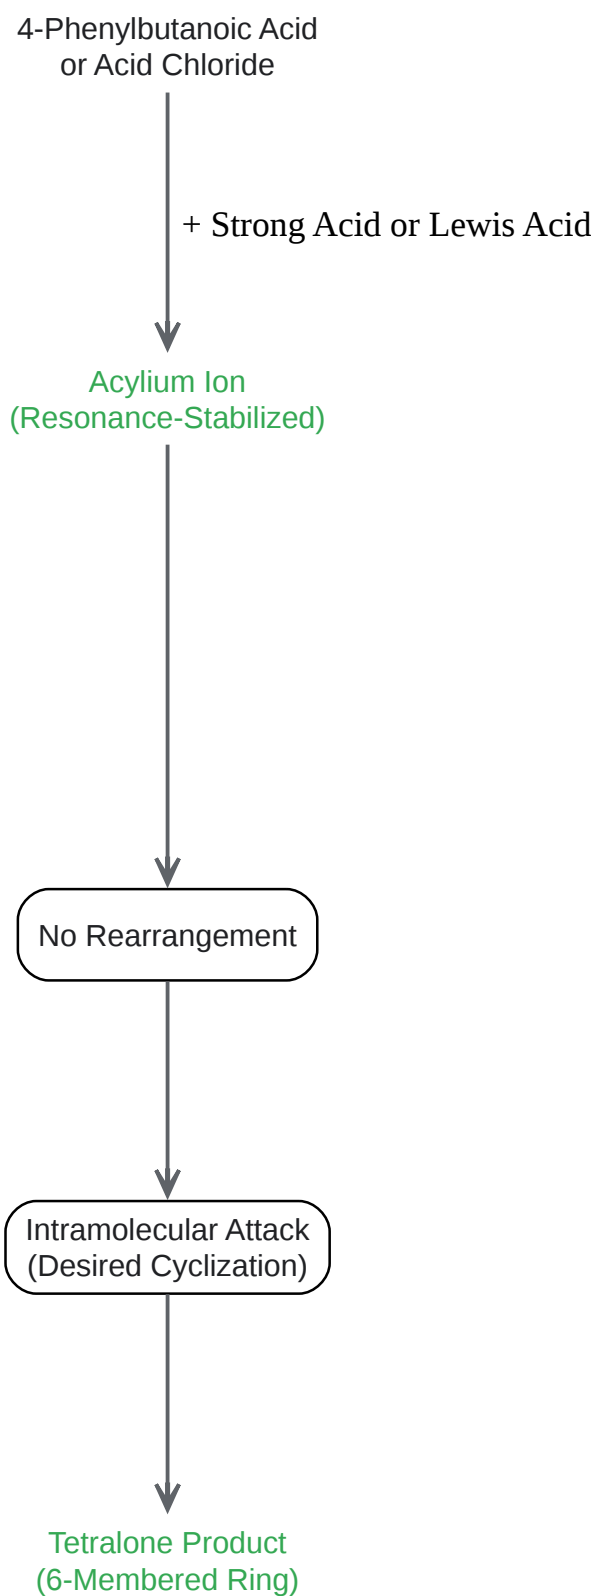 4-Phenylbutanoic Acid
or Acid Chloride
+ Strong Acid or Lewis Acid
Acylium Ion
(Resonance-Stabilized)
No Rearrangement
Intramolecular Attack
(Desired Cyclization)
Tetralone Product
(6-Membered Ring)